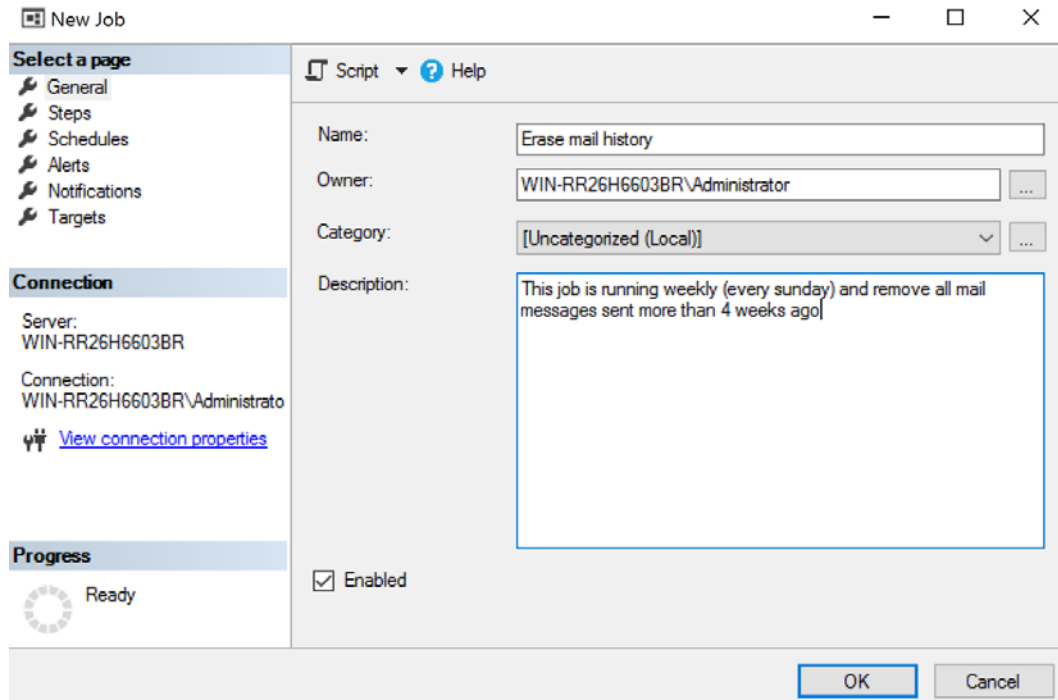 New Job
Select a page
General
Steps
Schedules
Alerts
Notifications
Targets
Connection
Server:
WIN-RR26H6603BR
Connection:
WIN-RR26H6603BR\Administrato
View connection properties
Progress
Ready
Script
Help
Name:
Erase mail history
Owner:
WIN-RR26H6603BR\Administrator
...
Category:
[Uncategorized (Local)]
...
Description:
This job is running weekly (every sunday) and remove all mail
messages sent more than 4 weeks ago
Enabled
OK
Cancel